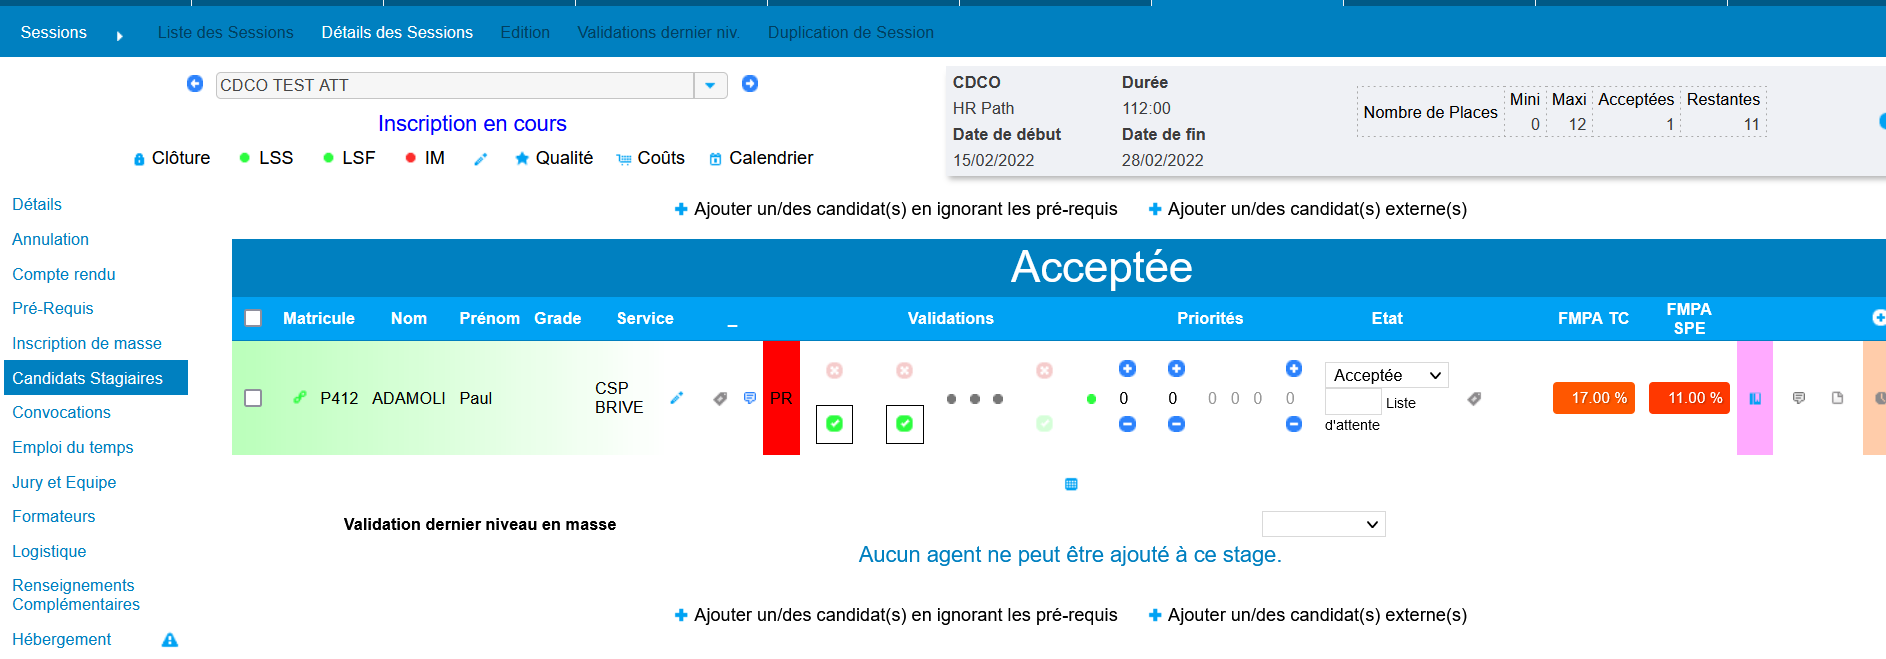 Sessions Liste des Sessions Détails des Sessions Edition Validations dernier niv. Duplication de Session
CDCO TEST ATT
Inscription en cours
Clôture LSS LSF IM Qualité Coûts Calendrier
CDCO Durée
HR Path 112:00
Date de début Date de fin
15/02/2022 28/02/2022
Nombre de Places Mini Maxi Acceptées Restantes
0 12 1 11
Détails
Annulation
Compte rendu
Pré-Requis
Inscription de masse
Candidats Stagiaires
Convocations
Emploi du temps
Jury et Equipe
Formateurs
Logistique
Renseignements
Complémentaires
Hébergement
Ajouter un/des candidat(s) en ignorant les pré-requis Ajouter un/des candidat(s) externe(s)
Acceptée
Matricule Nom Prénom Grade Service _ Validations Priorités Etat FMPA TC FMPA
SPE
P412 ADAMOLI Paul CSP
BRIVE PR 0 0 0 0 0 0 Acceptée
Liste
d'attente
17.00 % 11.00 %
Validation dernier niveau en masse
Aucun agent ne peut être ajouté à ce stage.
Ajouter un/des candidat(s) en ignorant les pré-requis Ajouter un/des candidat(s) externe(s)